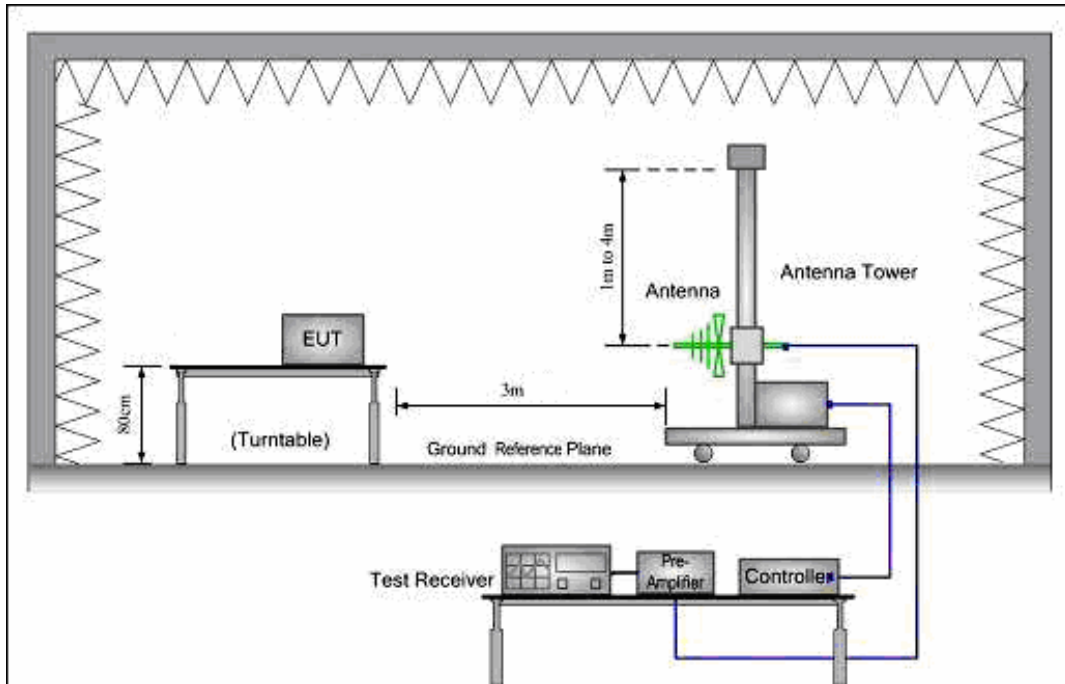 1m to 4m
Antenna
Antenna Tower
EUT
3m
80cm
(Turntable)
Ground Reference Plane
Test Receiver
Pre-
Amplifier
Controller